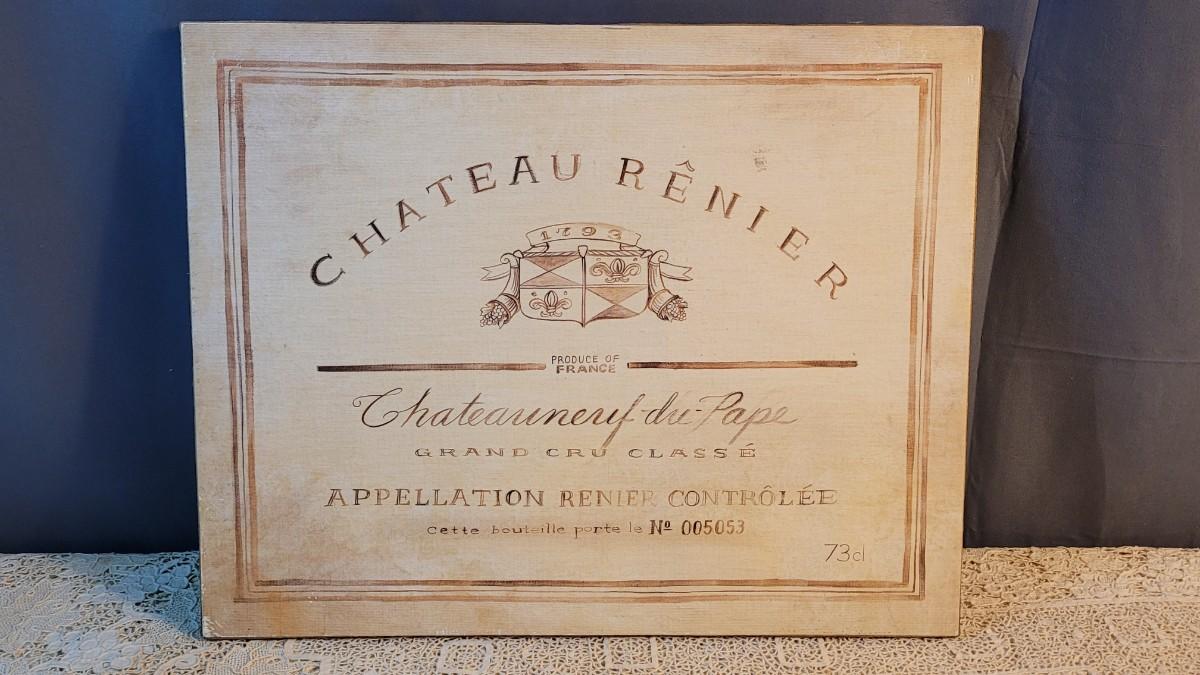 CHATEAU RÊNIER
1793
PRODUCE OF
FRANCE
Chateauneuf-du-Pape
GRAND CRU CLASSÉ
APPELLATION RENIER CONTRÔLÉE
Cette bouteille porte le Nº 005053
73cl